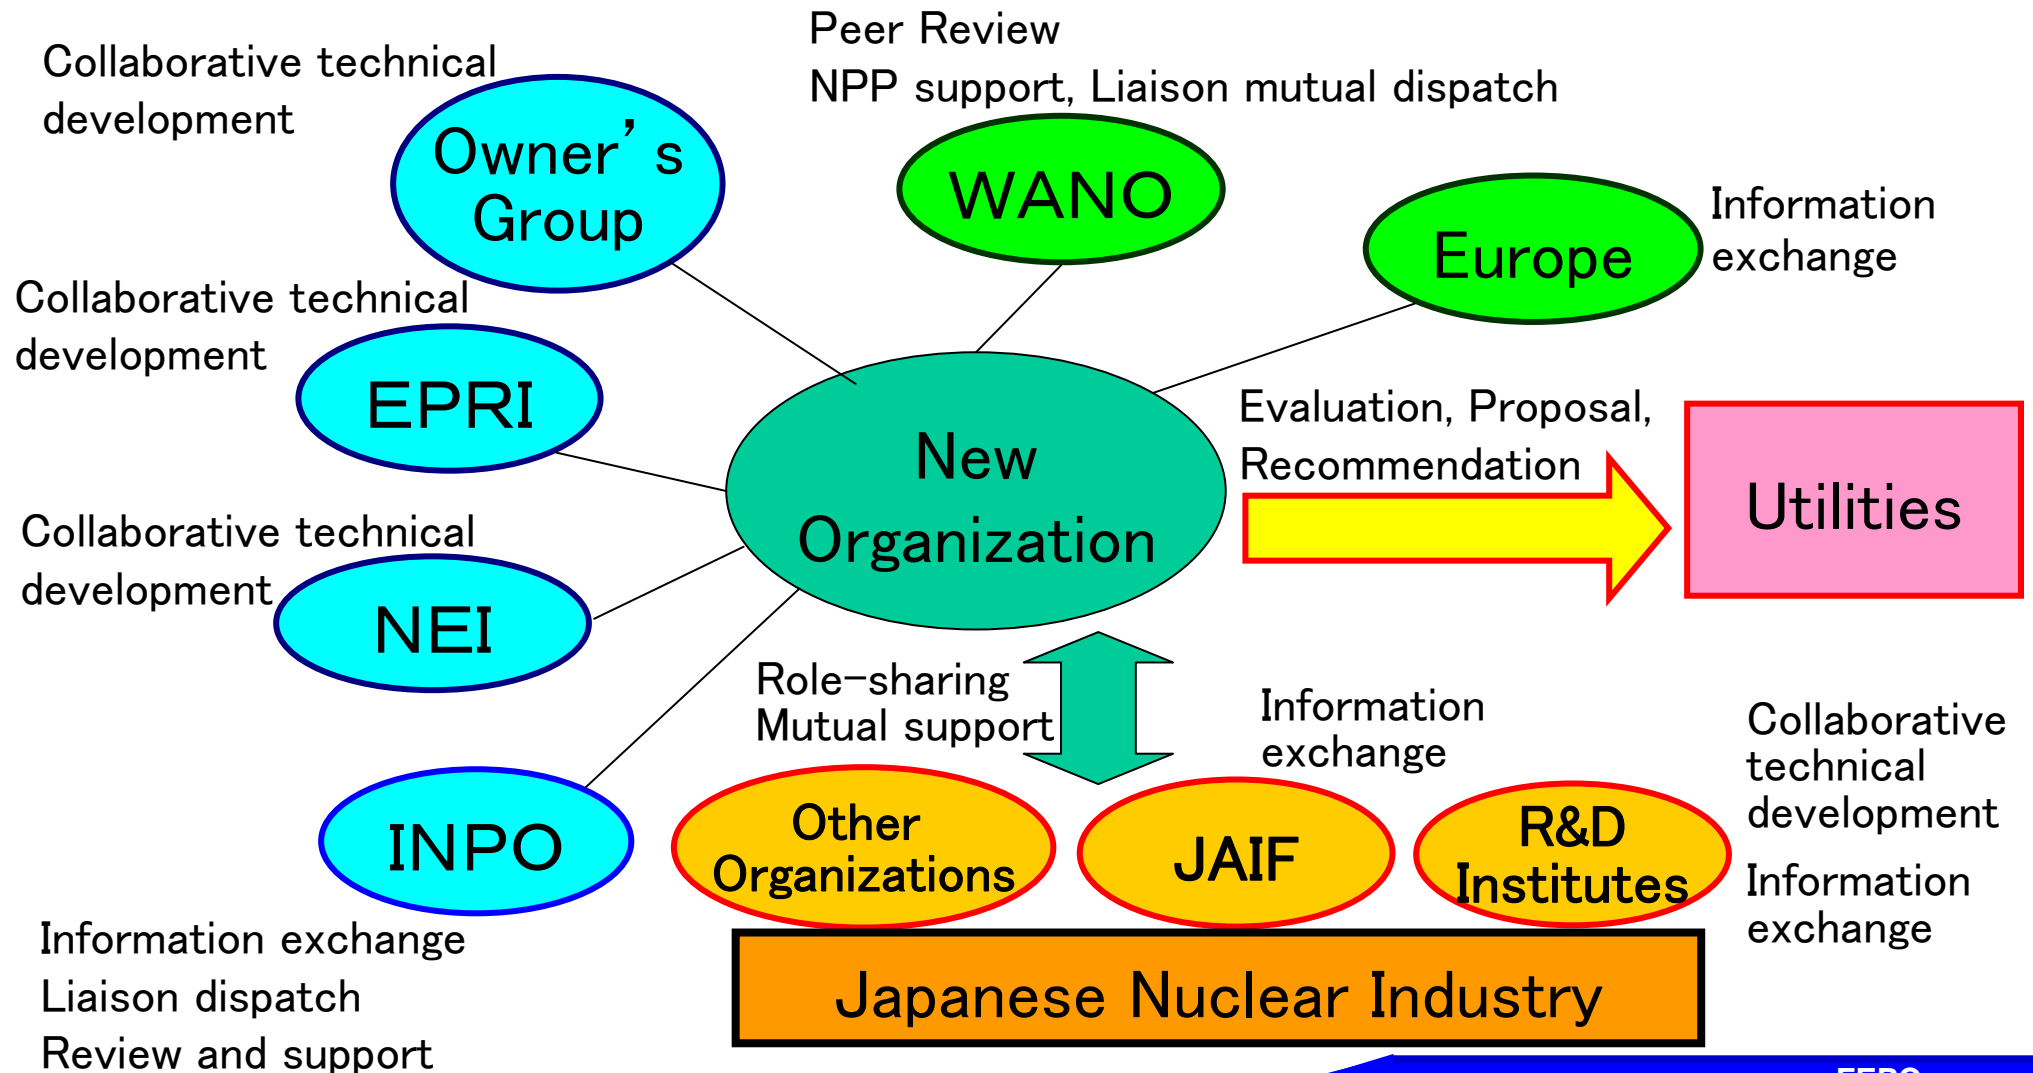 Peer Review
NPP support, Liaison mutual dispatch
Collaborative technical
development
Owner's
Group
WANO
Europe
Information
exchange
Collaborative technical
development
EPRI
New
Organization
Evaluation, Proposal,
Recommendation
Utilities
Collaborative technical
development
NEI
Role-sharing
Mutual support
Information
exchange
Collaborative
technical
development
Information
exchange
INPO
Other
Organizations
JAIF
R&D
Institutes
Information exchange
Liaison dispatch
Review and support
Japanese Nuclear Industry